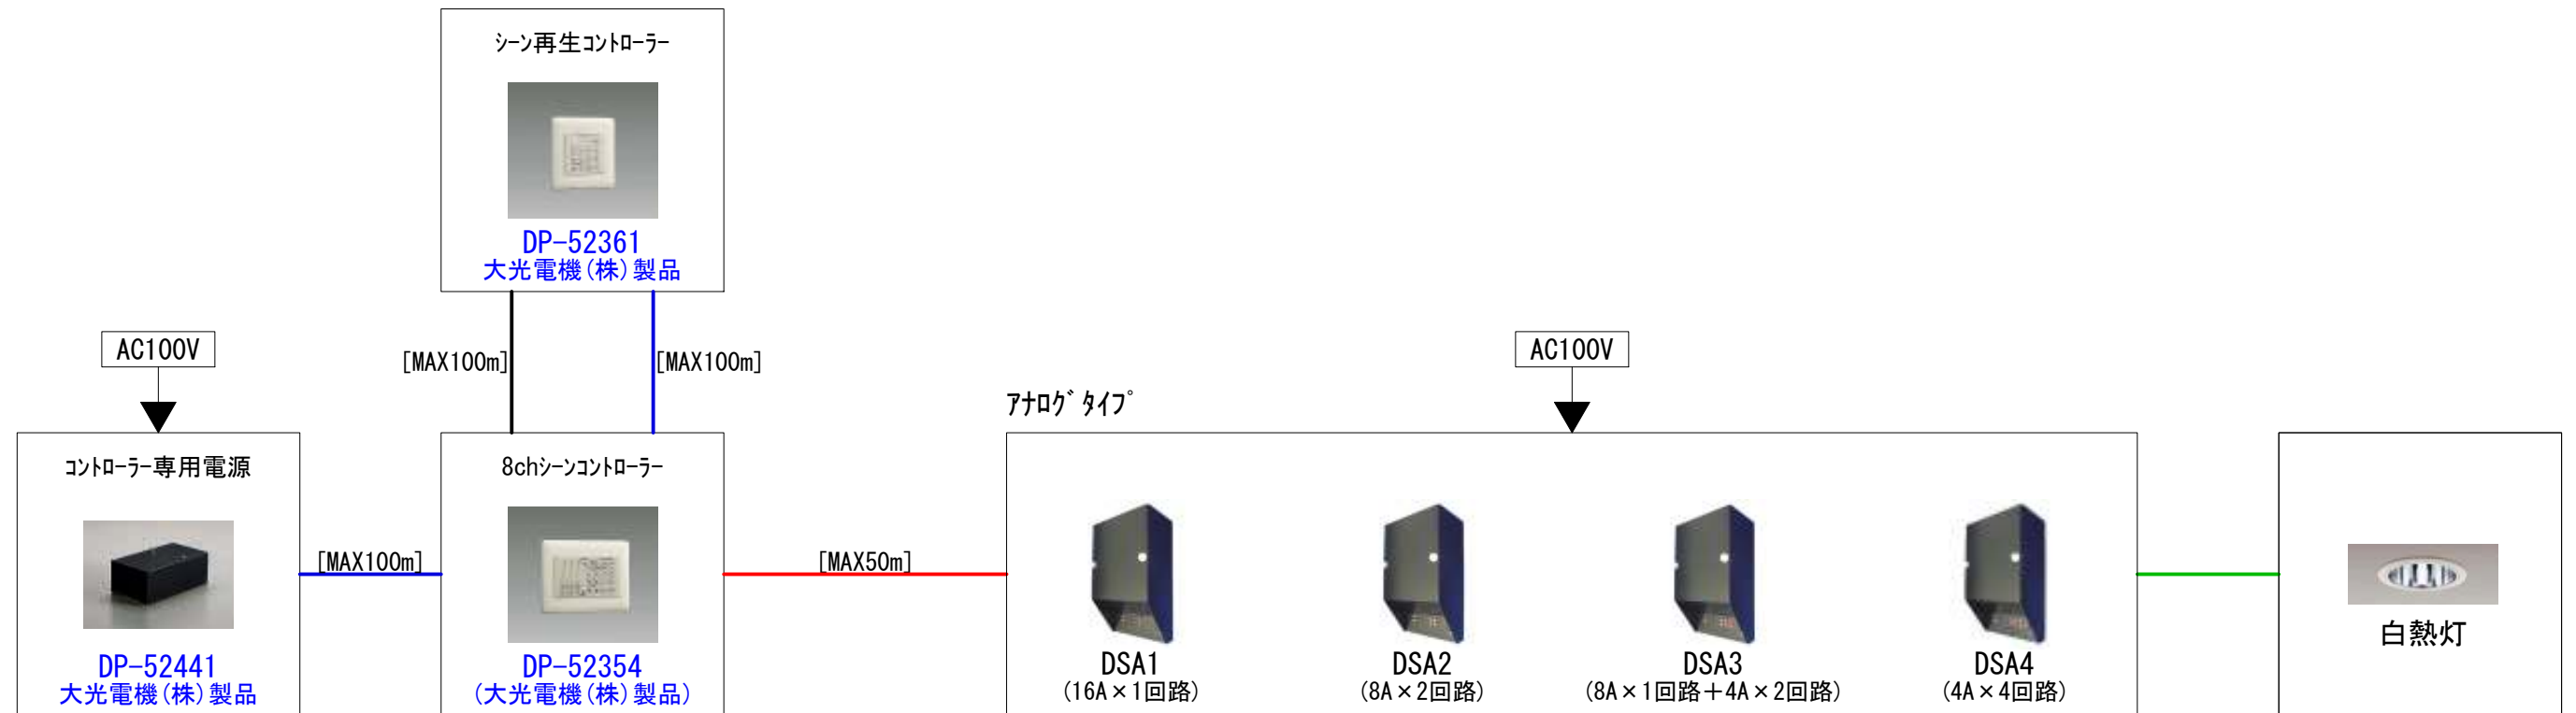 シーン再生コントローラー
DP-52361
大光電機(株)製品
AC100V
[MAX100m]
[MAX100m]
AC100V
アナログタイプ
コントローラー専用電源
8chシーンコントローラー
[MAX100m]
[MAX50m]
DP-52441
大光電機(株)製品
DP-52354
(大光電機(株)製品)
DSA1
(16A×1回路)
DSA2
(8A×2回路)
DSA3
(8A×1回路+4A×2回路)
DSA4
(4A×4回路)
白熱灯